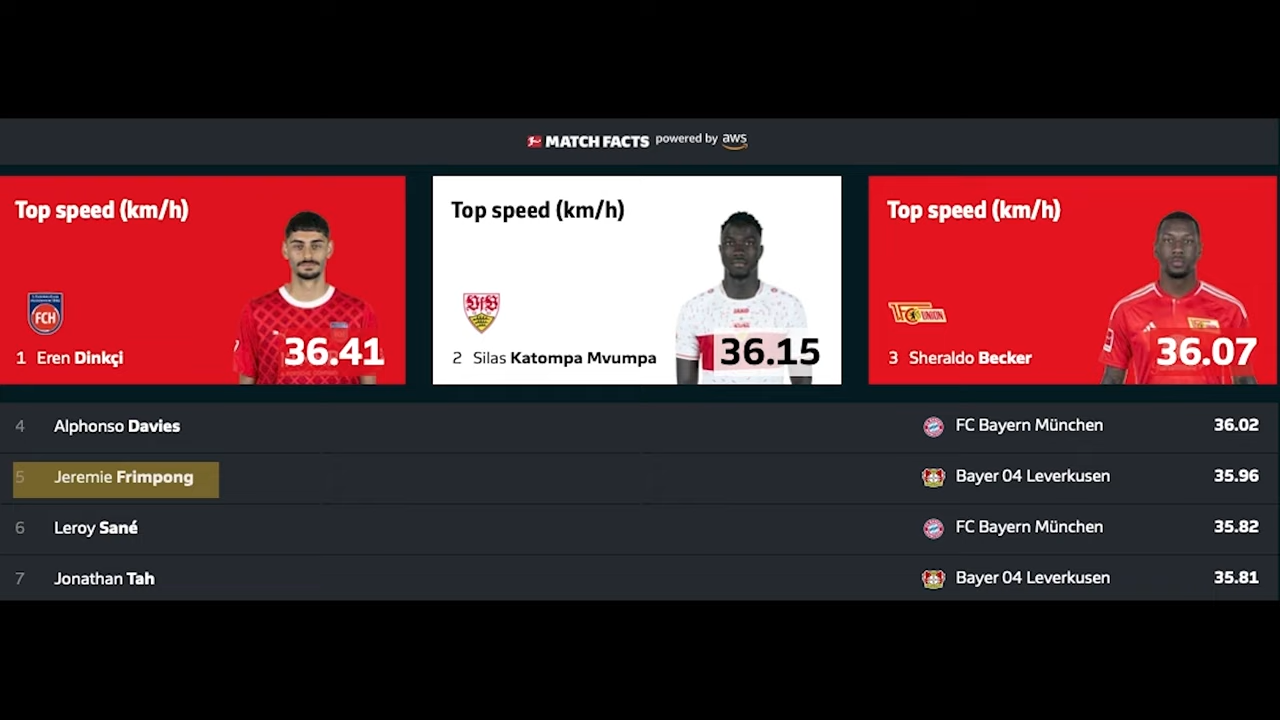 MATCH FACTS powered by aws
Top speed (km/h)
FCH
1 Eren Dinkçi
36.41
Top speed (km/h)
VfB
2 Silas Katompa Mvumpa
36.15
Top speed (km/h)
UNION
3 Sheraldo Becker
36.07
4 Alphonso Davies FC Bayern München 36.02
5 Jeremie Frimpong Bayer 04 Leverkusen 35.96
6 Leroy Sané FC Bayern München 35.82
7 Jonathan Tah Bayer 04 Leverkusen 35.81